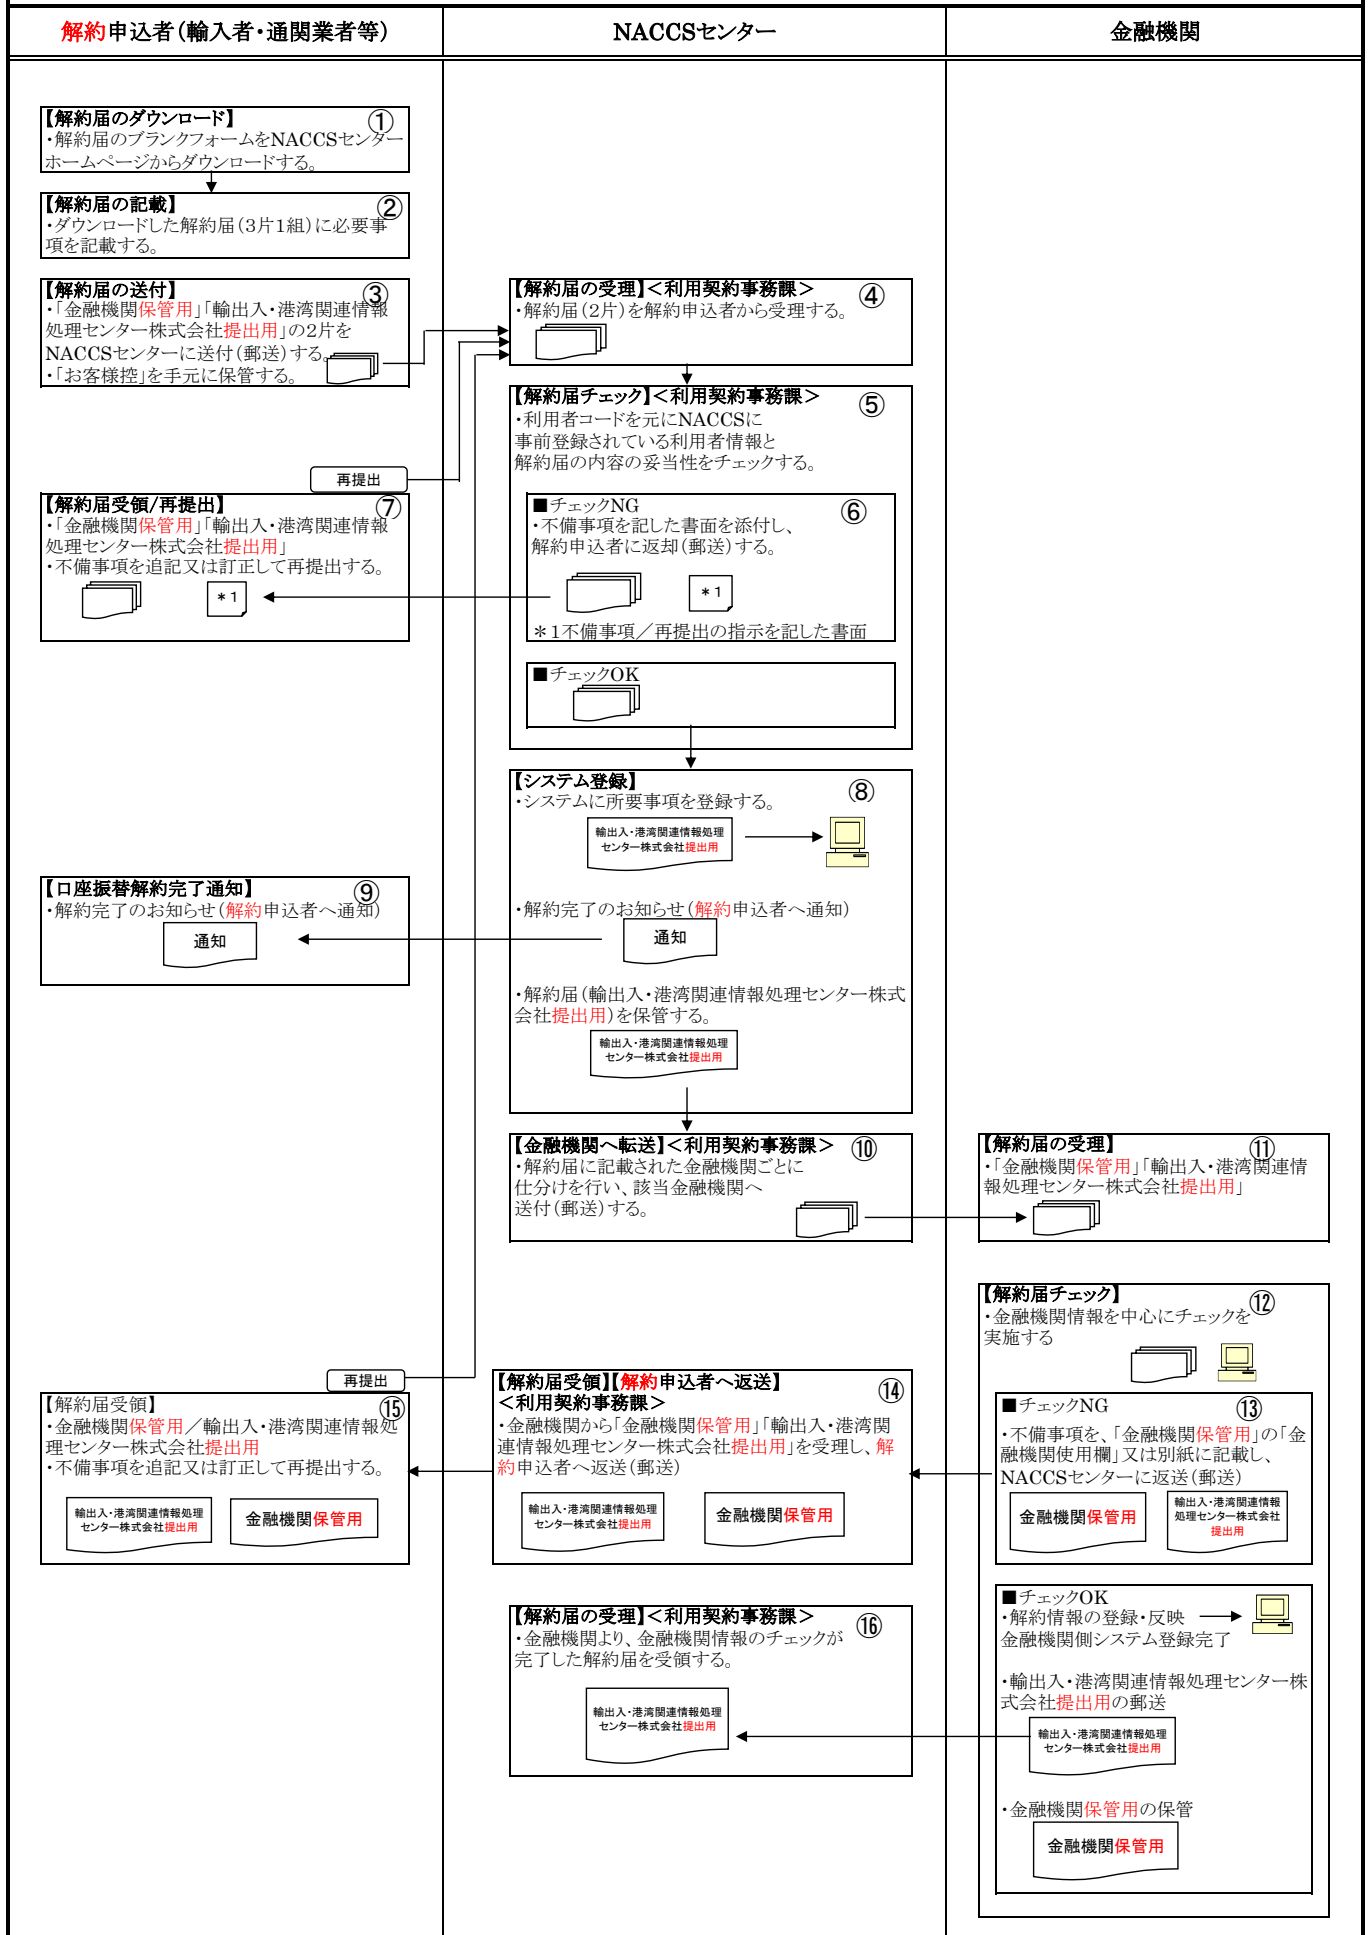 解約申込者（輸入者・通関業者等）
NACCSセンター
金融機関
【解約届のダウンロード】
①
・解約届のブランクフォームをNACCSセンター
ホームページからダウンロードする。
【解約届の記載】
②
・ダウンロードした解約届（3片1組）に必要事
項を記載する。
【解約届の送付】
③
・「金融機関保管用」「輸出入・港湾関連情報
処理センター株式会社提出用」の2片を
NACCSセンターに送付（郵送）する。
・「お客様控」を手元に保管する。
【解約届の受理】＜利用契約事務課＞
④
・解約届（2片）を解約申込者から受理する。
【解約届チェック】＜利用契約事務課＞
⑤
・利用者コードを元にNACCSに
事前登録されている利用者情報と
解約届の内容の妥当性をチェックする。
再提出
■チェックNG
⑥
・不備事項を記した書面を添付し、
解約申込者に返却（郵送）する。
＊1
＊1不備事項／再提出の指示を記した書面
【解約届受領/再提出】
⑦
・「金融機関保管用」「輸出入・港湾関連情報
処理センター株式会社提出用」
・不備事項を追記又は訂正して再提出する。
＊1
■チェックOK
【システム登録】
⑧
・システムに所要事項を登録する。
輸出入・港湾関連情報処理
センター株式会社提出用
・解約完了のお知らせ（解約申込者へ通知）
通知
【口座振替解約完了通知】
⑨
・解約完了のお知らせ（解約申込者へ通知）
通知
・解約届（輸出入・港湾関連情報処理センター株式
会社提出用）を保管する。
輸出入・港湾関連情報処理
センター株式会社提出用
【金融機関へ転送】＜利用契約事務課＞
⑩
・解約届に記載された金融機関ごとに
仕分けを行い、該当金融機関へ
送付（郵送）する。
【解約届の受理】
⑪
・「金融機関保管用」「輸出入・港湾関連情
報処理センター株式会社提出用」
【解約届チェック】
⑫
・金融機関情報を中心にチェックを
実施する
■チェックNG
⑬
・不備事項を、「金融機関保管用」の「金
融機関使用欄」又は別紙に記載し、
NACCSセンターに返送（郵送）
金融機関保管用
輸出入・港湾関連情報
処理センター株式会社
提出用
【解約届受領】【解約申込者へ返送】
＜利用契約事務課＞
⑭
・金融機関から「金融機関保管用」「輸出入・港湾関
連情報処理センター株式会社提出用」を受理し、解
約申込者へ返送（郵送）
輸出入・港湾関連情報処理
センター株式会社提出用
金融機関保管用
再提出
【解約届受領】
⑮
・金融機関保管用／輸出入・港湾関連情報処
理センター株式会社提出用
・不備事項を追記又は訂正して再提出する。
輸出入・港湾関連情報処理
センター株式会社提出用
金融機関保管用
■チェックOK
・解約情報の登録・反映
金融機関側システム登録完了
・輸出入・港湾関連情報処理センター株
式会社提出用の郵送
輸出入・港湾関連情報処理
センター株式会社提出用
・金融機関保管用の保管
金融機関保管用
【解約届の受理】＜利用契約事務課＞
⑯
・金融機関より、金融機関情報のチェックが
完了した解約届を受領する。
輸出入・港湾関連情報処理
センター株式会社提出用